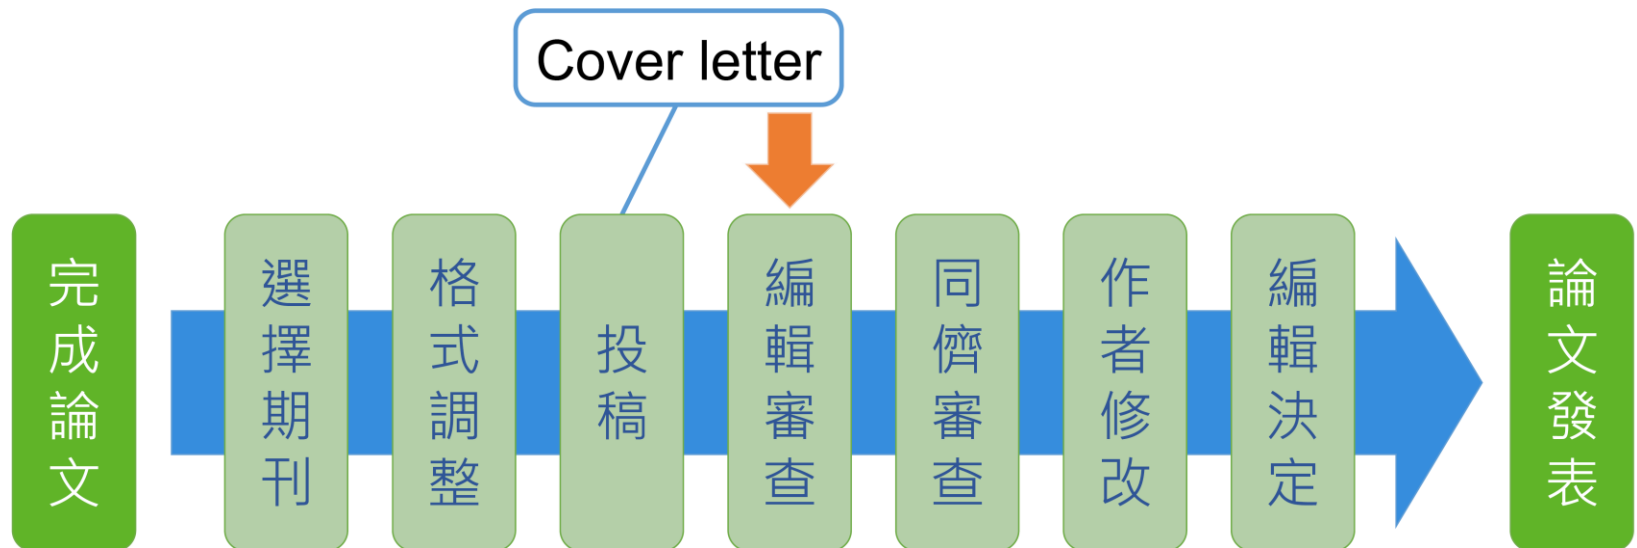 Cover letter
完成論文
選擇期刊
格式調整
投稿
編輯審查
同儕審查
作者修改
編輯決定
論文發表